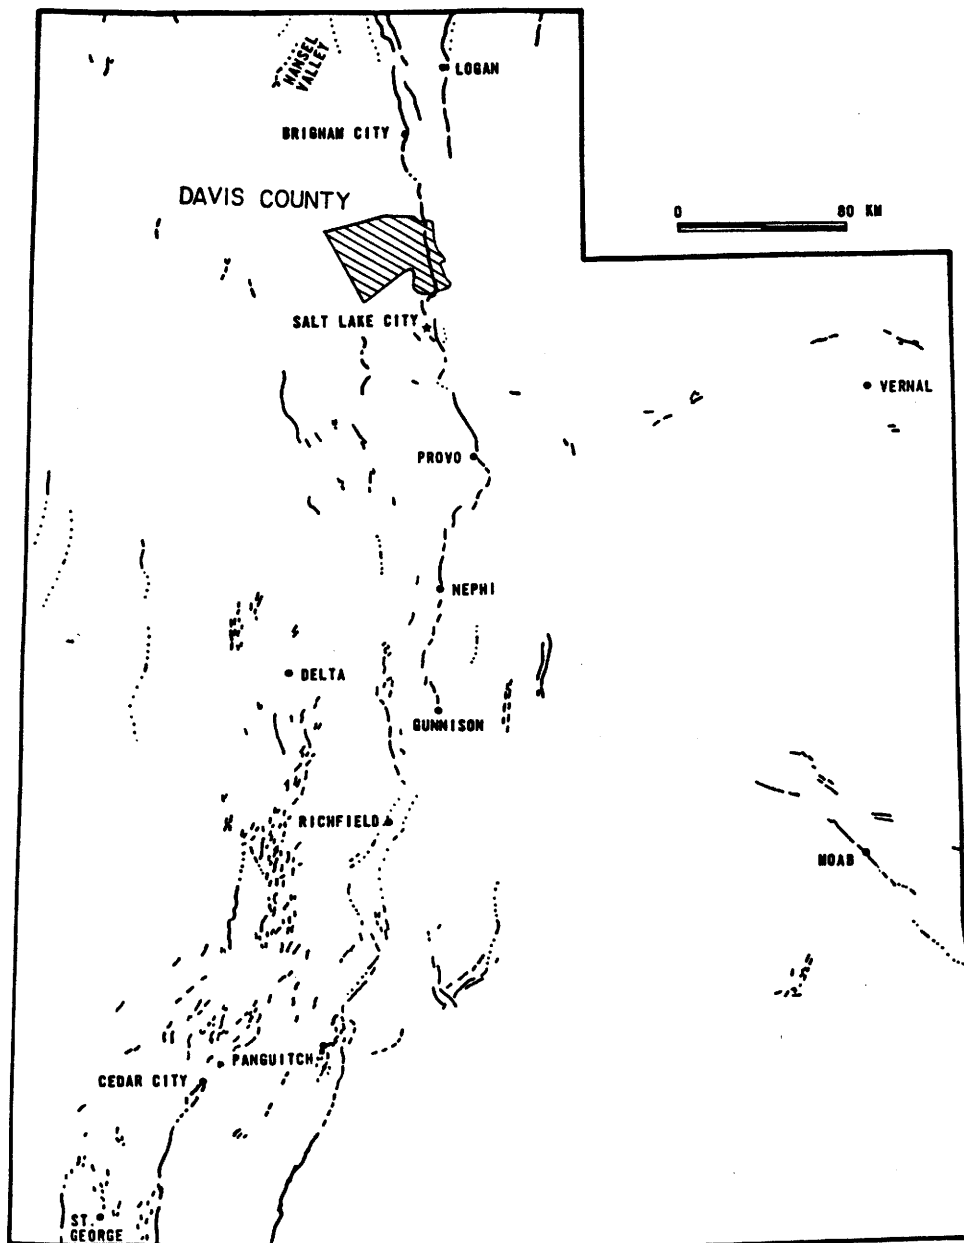 HANSEL
VALLEY
LOGAN
BRIGHAM CITY
DAVIS COUNTY
0 80 KM
SALT LAKE CITY
VERNAL
PROVO
NEPHI
DELTA
GUNNISON
RICHFIELD
MOAB
PANGUITCH
CEDAR CITY
ST.
GEORGE